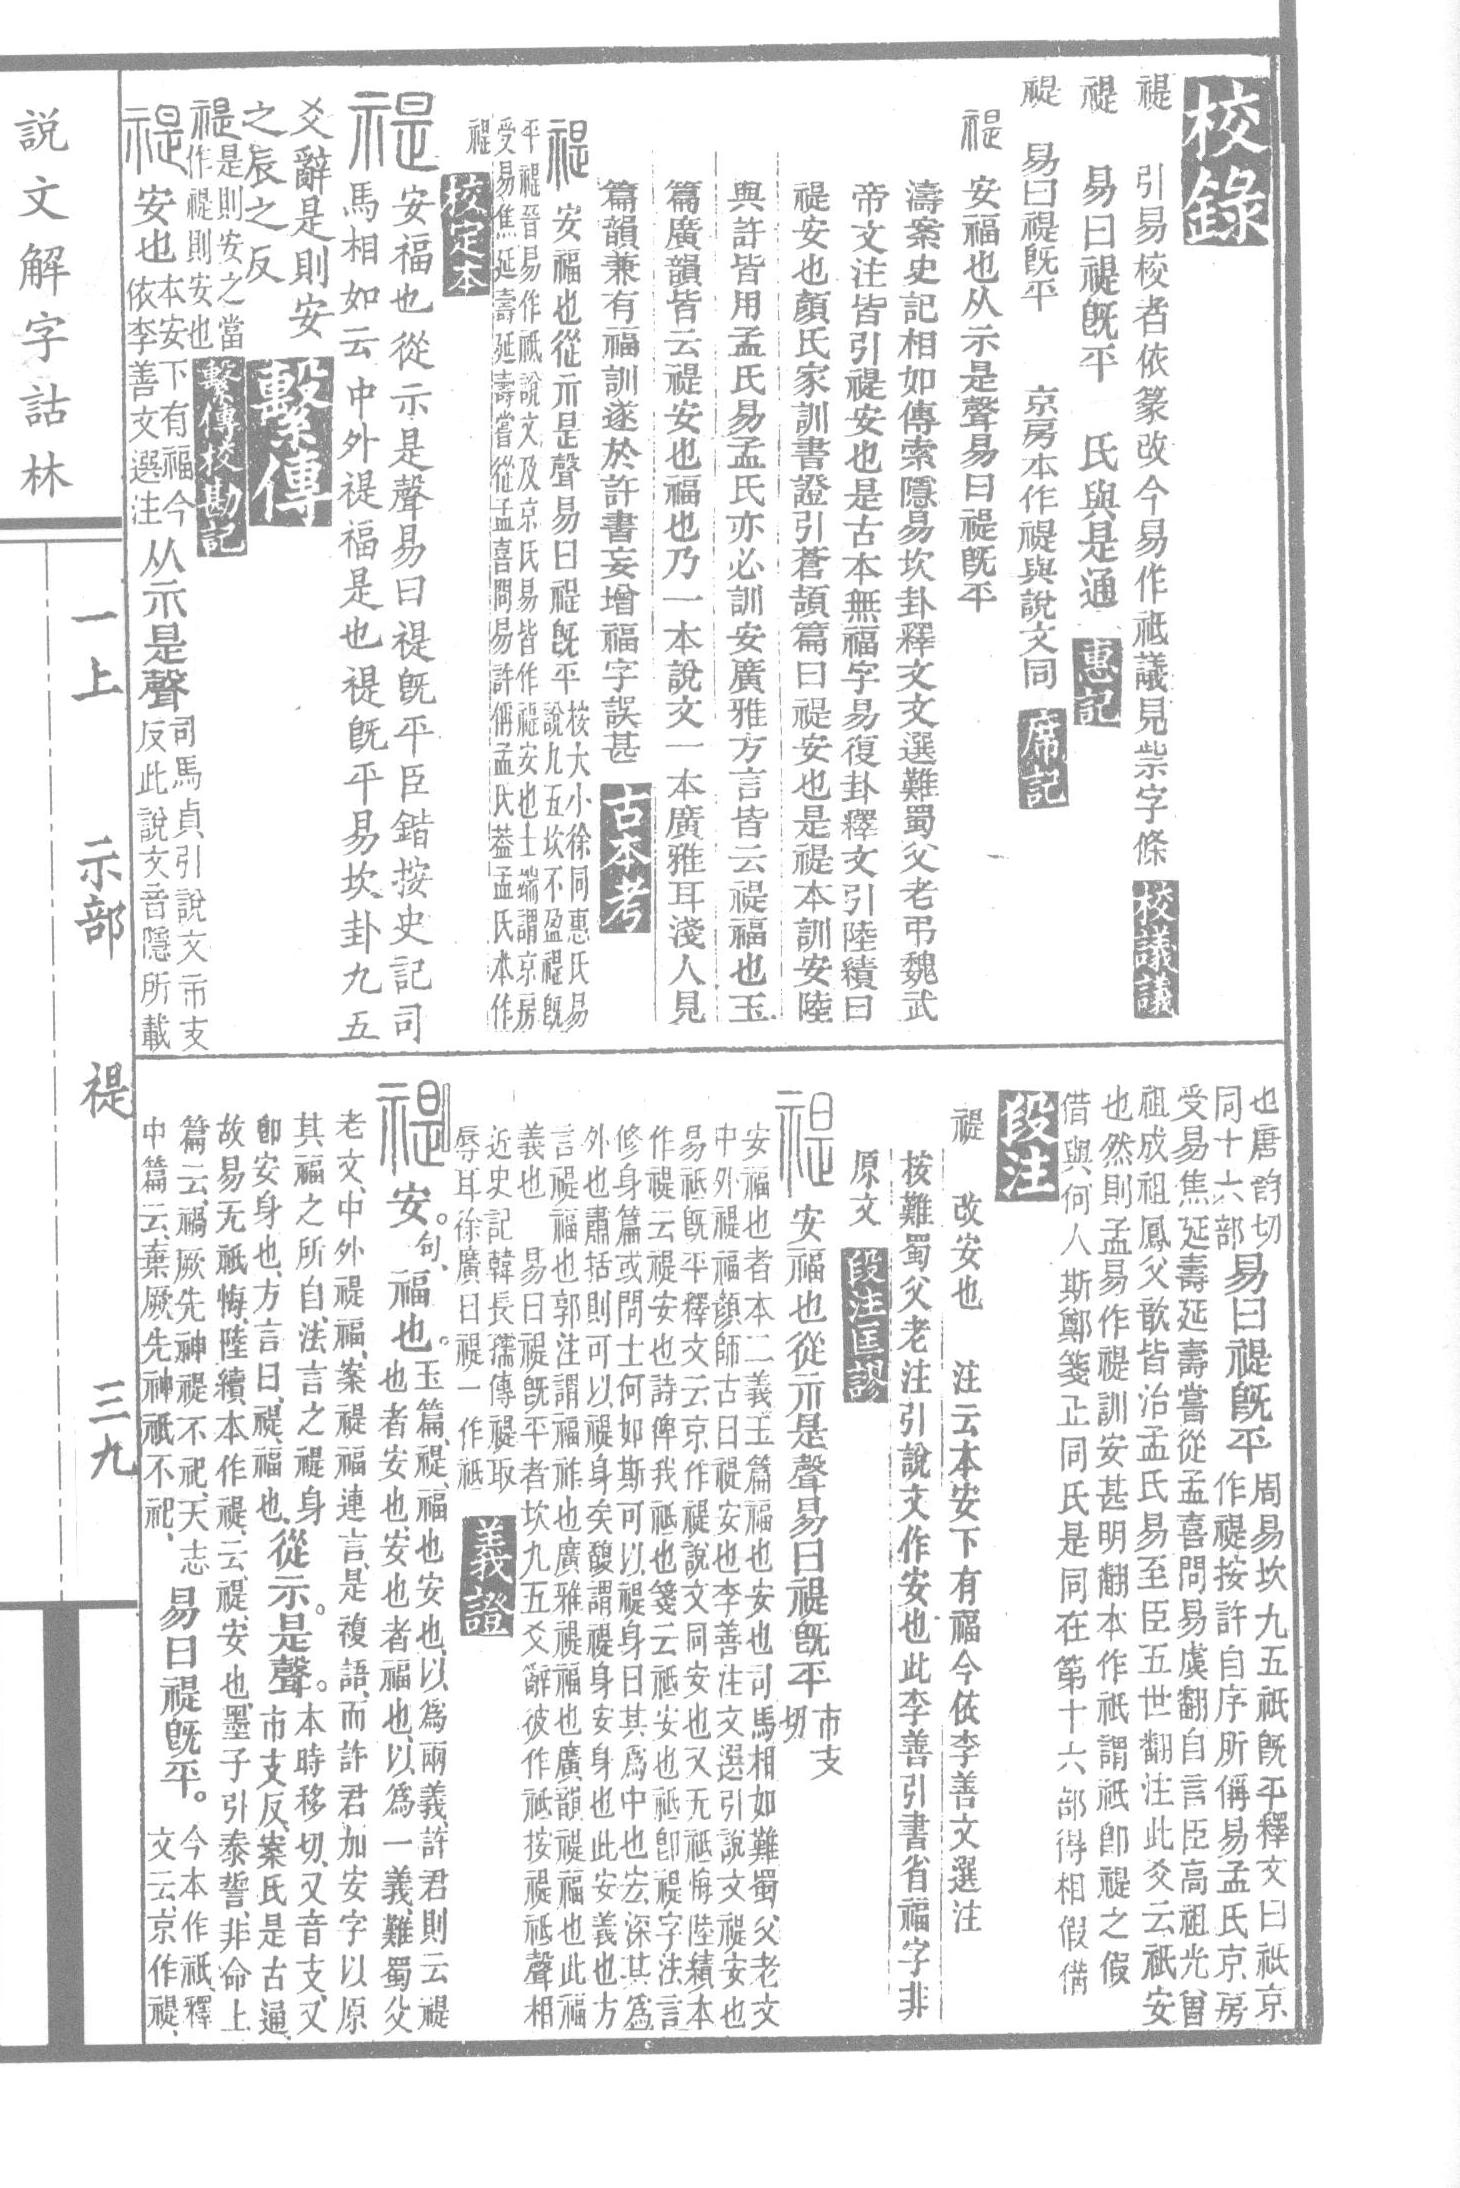 校錄
禔　引易校者依篆改今易作祗議見祡字條　校議議
禔　易曰禔旣平　氏與是通　惠記
禔　易曰禔旣平　京房本作禔與說文同　席記
禔　安福也从示是聲易曰禔旣平
濤案史記相如傳索隱易坎卦釋文文選難蜀父老弔魏武
帝文注皆引禔安也是古本無福字易復卦釋文引陸績曰
禔安也顏氏家訓書證引蒼頡篇曰禔安也是禔本訓安陸
與許皆用孟氏易孟氏亦必訓安廣雅方言皆云禔福也玉
篇廣韻皆云禔安也福也乃一本說文一本廣雅耳淺人見
篇韻兼有福訓遂於許書妄增福字誤甚　古本考
禔　安福也從示是聲易曰禔旣平
按大小徐同惠氏易
說九五坎不盈禔旣
平禔晉易作祇說文及京氏易皆作禔安也士端謂京房
受易焦延壽延壽嘗從孟喜問易許偁孟氏葢孟氏本作
禔　校定本
禔　安福也從示是聲易曰禔旣平臣鍇按史記司
馬相如云中外禔福是也禔旣平易坎卦九五
爻辭是則安
之辰之反　繫傳
禔是則安之當
作禔則安也　繫傳校勘記
禔　安也
本安下有福今
依李善文選注
从示是聲
司馬貞引說文市支
反此說文音隱所載
也唐韵切
同十六部
易曰禔旣平
周易坎九五祇旣平釋文曰祇京
作禔按許自序所偁易孟氏京房
受易焦延壽延壽嘗從孟喜問易虞翻自言臣高祖光曾
祖成祖鳳父歆皆治孟氏易至臣五世翻注此爻云祇安
也然則孟易作禔訓安甚明翻本作祇謂祇卽禔之假
借與何人斯鄭箋正同氏是同在第十六部得相假借
段注
禔　改安也　注云本安下有福今依李善文選注
按難蜀父老注引說文作安也此李善引書省福字非
原文　段注匡謬
禔　安福也從示是聲易曰禔旣平　市支切
安福也者本二義玉篇福也安也司馬相如難蜀父老文
中外禔福顏師古曰禔安也李善注文選引說文禔安也
易祇旣平釋文云京作禔說文同安也又无祇悔陸績本
作禔云禔安也詩俾我祇也箋云祇安也祇卽禔字法言
修身篇或問士何如斯可以禔身曰其爲中也宏深其爲
外也肅括則可以禔身矣馥謂禔身安身也此安義也方
言禔福也郭注謂福祚也廣雅禔福也廣韻禔福也此福
義也　易曰禔旣平者坎九五爻辭彼作祇按禔祇聲相
近史記韓長孺傳禔取
辱耳徐廣曰禔一作祇　義證
禔　安。句、福也。
玉篇、禔、福也、安也、以爲兩義、許君則云禔
也者安也、安也者福也、以爲一義、難蜀父
老文、中外禔福、案禔福連言、是複語、而許君加安字以原
其福之所自、法言之禔身
卽安身也、方言曰、禔、福也、
從示。是聲。
本時移切、又音支、又
市支反、案氏是古通、
故易无祇悔、陸續本作禔、云、禔、安也、墨子引泰誓、非命上
篇云、禍厥先神禔不祀、天志
中篇云、棄厥先神祇不祀、
易曰禔旣平。
今本作祇、釋
文云、京作禔、
說文解字詁林
一上　示部　禔　三九